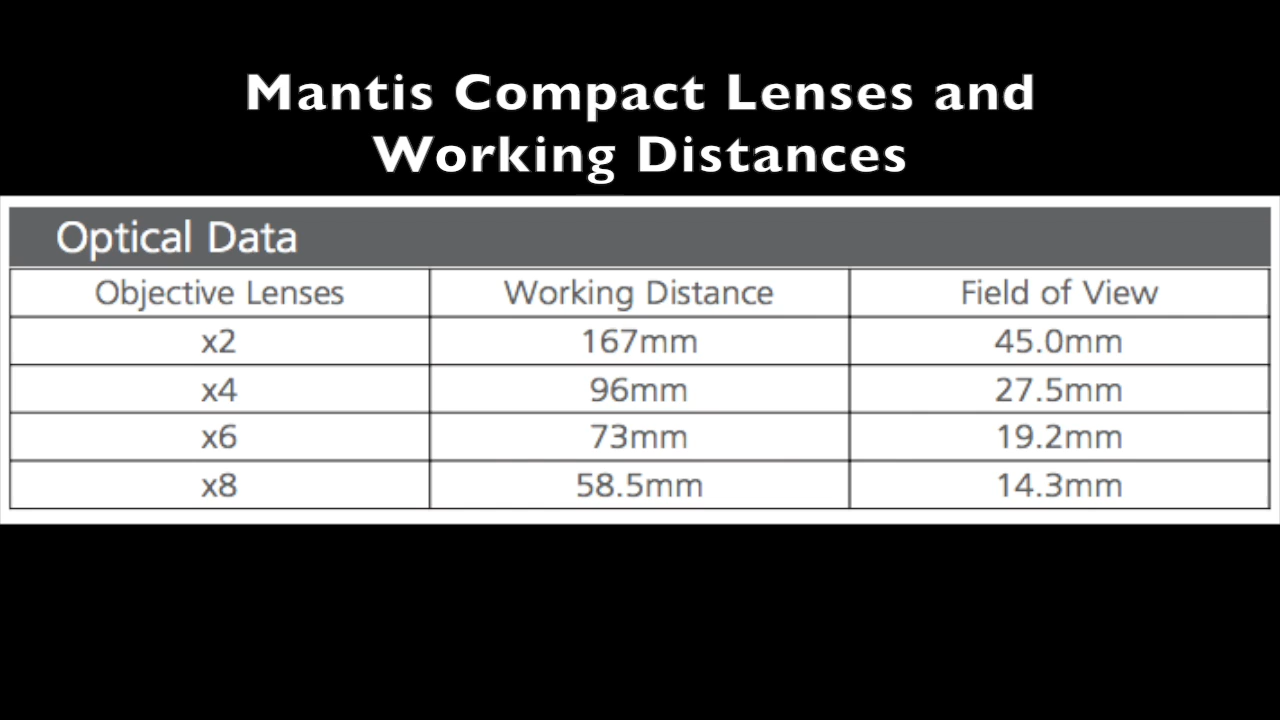 Mantis Compact Lenses and
Working Distances
Optical Data
Objective Lenses Working Distance Field of View
x2 167mm 45.0mm
x4 96mm 27.5mm
x6 73mm 19.2mm
x8 58.5mm 14.3mm